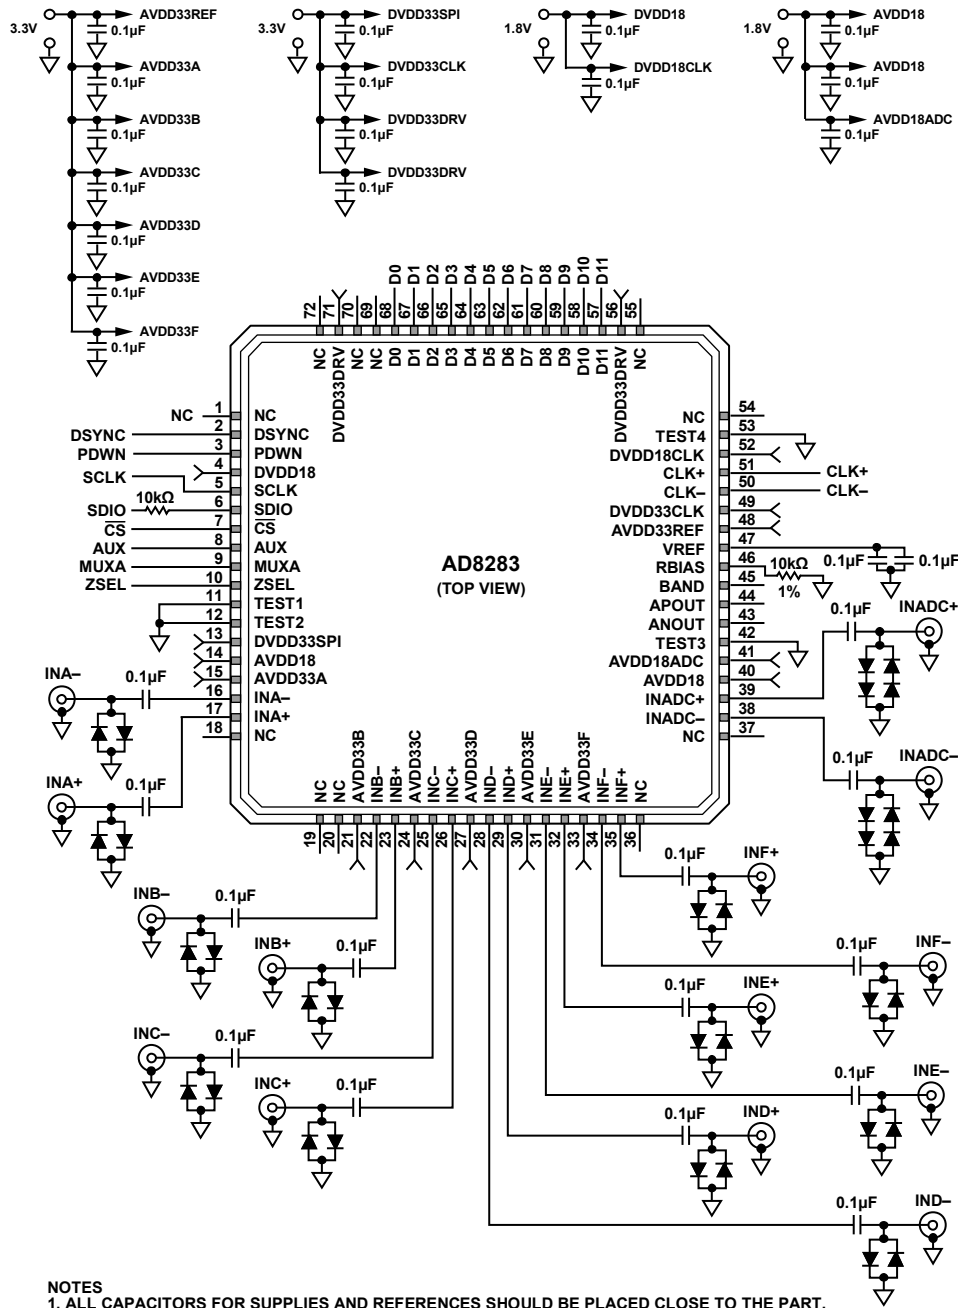 3.3V
AVDD33REF
0.1µF
AVDD33A
0.1µF
AVDD33B
0.1µF
AVDD33C
0.1µF
AVDD33D
0.1µF
AVDD33E
0.1µF
AVDD33F
0.1µF
3.3V
DVDD33SPI
0.1µF
DVDD33CLK
0.1µF
DVDD33DRV
0.1µF
DVDD33DRV
0.1µF
1.8V
DVDD18
0.1µF
DVDD18CLK
0.1µF
1.8V
AVDD18
0.1µF
AVDD18
0.1µF
AVDD18ADC
0.1µF
D0 D1 D2 D3 D4 D5 D6 D7 D8 D9 D10 D11
72 71 70 69 68 67 66 65 64 63 62 61 60 59 58 57 56 55
NC DVDD33DRV NC NC D0 D1 D2 D3 D4 D5 D6 D7 D8 D9 D10 D11 DVDD33DRV NC
NC 1 NC
DSYNC 2 DSYNC
PDWN 3 PDWN
4 DVDD18
SCLK 5 SCLK
SDIO 10kΩ 6 SDIO
CS 7 CS
AUX 8 AUX
MUXA 9 MUXA
ZSEL 10 ZSEL
11 TEST1
12 TEST2
13 DVDD33SPI
14 AVDD18
15 AVDD33A
16 INA–
17 INA+
18 NC
AD8283
(TOP VIEW)
NC 54
TEST4 53
DVDD18CLK 52
CLK+ 51 CLK+
CLK– 50 CLK–
DVDD33CLK 49
AVDD33REF 48
VREF 47
0.1µF 0.1µF
RBIAS 46 10kΩ
1%
BAND 45
APOUT 44
ANOUT 43
TEST3 42
AVDD18ADC 41
AVDD18 40
INADC+ 39
INADC– 38
NC 37
0.1µF INADC+
0.1µF INADC–
INA– 0.1µF
INA+ 0.1µF
NC NC AVDD33B INB– INB+ AVDD33C INC– INC+ AVDD33D IND– IND+ AVDD33E INE– INE+ AVDD33F INF– INF+ NC
19 20 21 22 23 24 25 26 27 28 29 30 31 32 33 34 35 36
INB– 0.1µF
INB+ 0.1µF
INC– 0.1µF
INC+ 0.1µF
0.1µF INF+
0.1µF INF–
0.1µF INE+
0.1µF INE–
0.1µF IND+
0.1µF IND–
NOTES
1. ALL CAPACITORS FOR SUPPLIES AND REFERENCES SHOULD BE PLACED CLOSE TO THE PART.